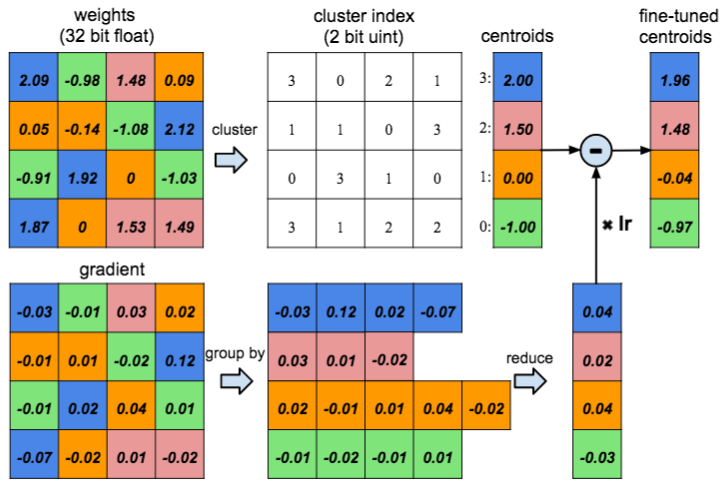 weights
(32 bit float)
cluster index
(2 bit uint)
centroids
fine-tuned
centroids
2.09 -0.98 1.48 0.09
0.05 -0.14 -1.08 2.12
-0.91 1.92 0 -1.03
1.87 0 1.53 1.49
cluster
3 0 2 1
1 1 0 3
0 3 1 0
3 1 2 2
3: 2.00
2: 1.50
1: 0.00
0: -1.00
-
1.96
1.48
-0.04
-0.97
× lr
gradient
-0.03 -0.01 0.03 0.02
-0.01 0.01 -0.02 0.12
-0.01 0.02 0.04 0.01
-0.07 -0.02 0.01 -0.02
group by
-0.03 0.12 0.02 -0.07
0.03 0.01 -0.02
0.02 -0.01 0.01 0.04 -0.02
-0.01 -0.02 -0.01 0.01
reduce
0.04
0.02
0.04
-0.03